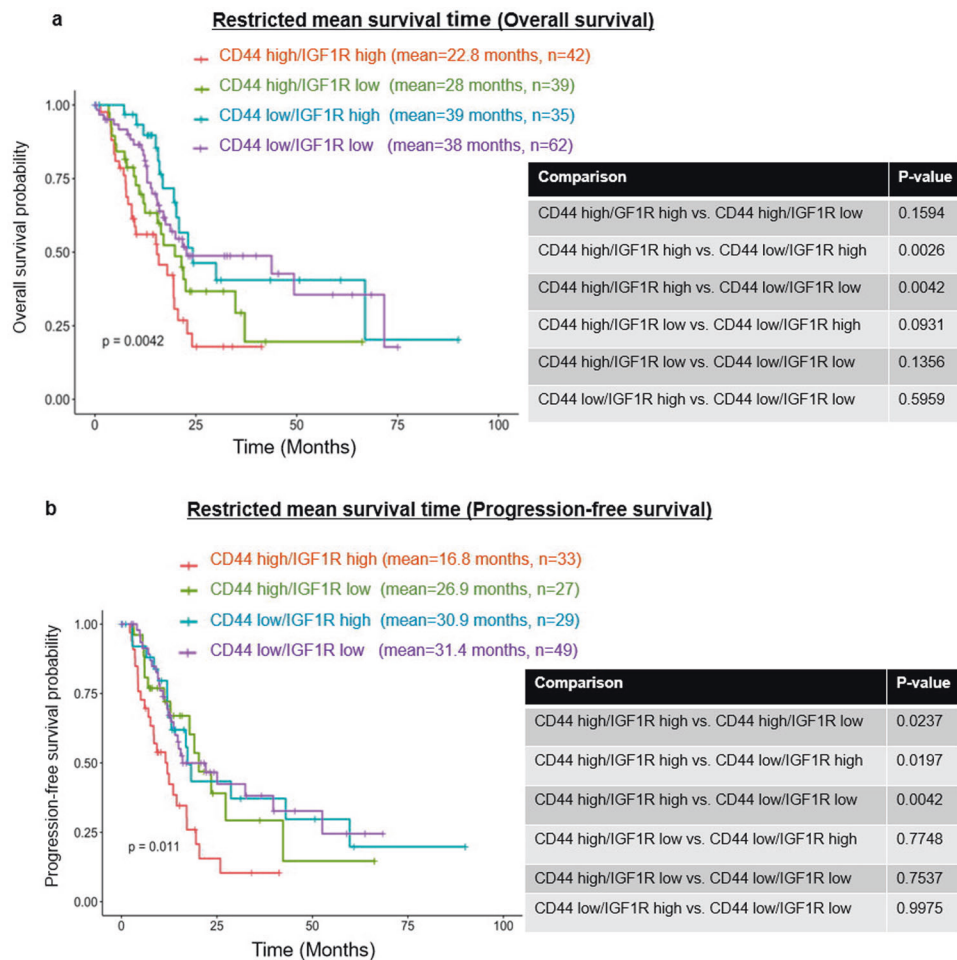 a
Restricted mean survival time (Overall survival)
CD44 high/IGF1R high (mean=22.8 months, n=42)
CD44 high/IGF1R low (mean=28 months, n=39)
CD44 low/IGF1R high (mean=39 months, n=35)
CD44 low/IGF1R low (mean=38 months, n=62)
Overall survival probability
1.00
0.75
0.50
0.25
0.00
p = 0.0042
0
25
50
75
100
Time (Months)
Comparison P-value
CD44 high/GF1R high vs. CD44 high/IGF1R low 0.1594
CD44 high/IGF1R high vs. CD44 low/IGF1R high 0.0026
CD44 high/IGF1R high vs. CD44 low/IGF1R low 0.0042
CD44 high/IGF1R low vs. CD44 low/IGF1R high 0.0931
CD44 high/IGF1R low vs. CD44 low/IGF1R low 0.1356
CD44 low/IGF1R high vs. CD44 low/IGF1R low 0.5959
b
Restricted mean survival time (Progression-free survival)
CD44 high/IGF1R high (mean=16.8 months, n=33)
CD44 high/IGF1R low (mean=26.9 months, n=27)
CD44 low/IGF1R high (mean=30.9 months, n=29)
CD44 low/IGF1R low (mean=31.4 months, n=49)
Progression-free survival probability
1.00
0.75
0.50
0.25
0.00
p = 0.011
0
25
50
75
100
Time (Months)
Comparison P-value
CD44 high/IGF1R high vs. CD44 high/IGF1R low 0.0237
CD44 high/IGF1R high vs. CD44 low/IGF1R high 0.0197
CD44 high/IGF1R high vs. CD44 low/IGF1R low 0.0042
CD44 high/IGF1R low vs. CD44 low/IGF1R high 0.7748
CD44 high/IGF1R low vs. CD44 low/IGF1R low 0.7537
CD44 low/IGF1R high vs. CD44 low/IGF1R low 0.9975